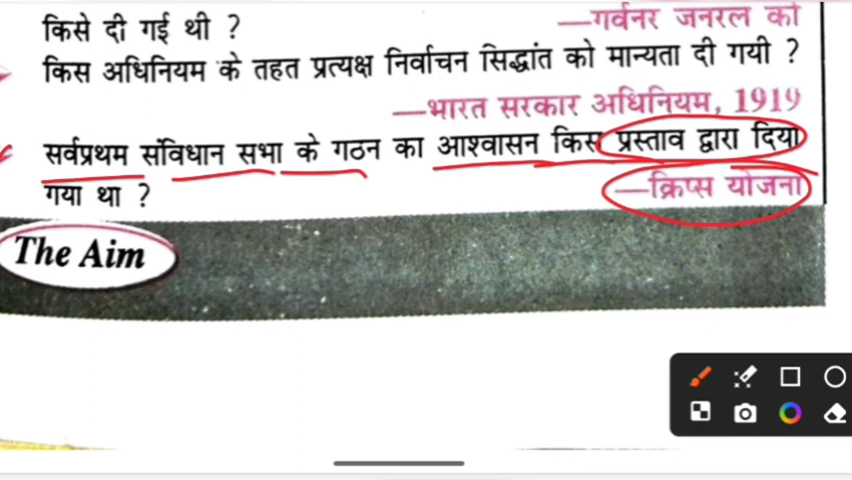 किसे दी गई थी ?
—गर्वनर जनरल को
किस अधिनियम के तहत प्रत्यक्ष निर्वाचन सिद्धांत को मान्यता दी गयी ?
—भारत सरकार अधिनियम, 1919
सर्वप्रथम संविधान सभा के गठन का आश्वासन किस प्रस्ताव द्वारा दिया
गया था ?
—क्रिप्स योजना
The Aim